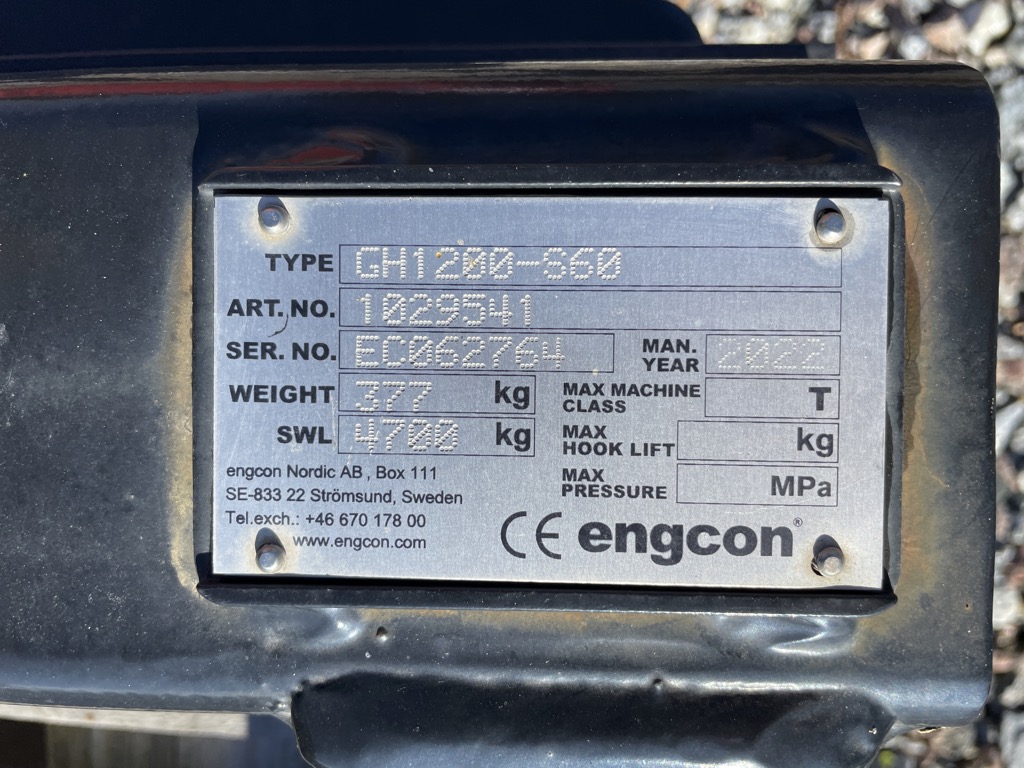 TYPE GH1200-S60
ART. NO. 1029541
SER. NO. EC062764 MAN. YEAR 2022
WEIGHT 377 kg MAX MACHINE CLASS T
SWL 4700 kg MAX HOOK LIFT kg
MAX PRESSURE MPa
engcon Nordic AB , Box 111
SE-833 22 Strömsund, Sweden
Tel.exch.: +46 670 178 00
www.engcon.com
CE engcon®